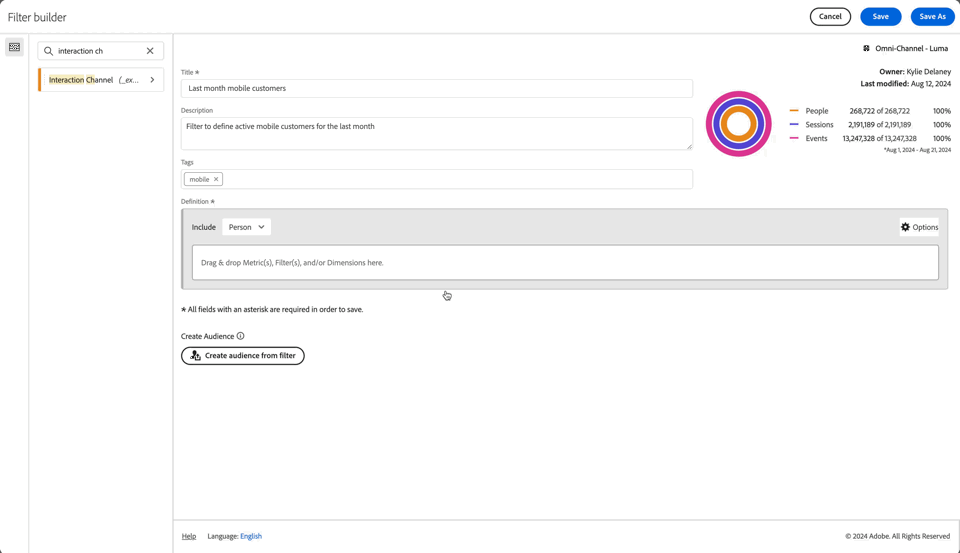 Filter builder
Cancel
Save
Save As
interaction ch
Interaction Channel (_ex...
Omni-Channel - Luma
Owner: Kylie Delaney
Last modified: Aug 12, 2024
Title *
Last month mobile customers
Description
Filter to define active mobile customers for the last month
Tags
mobile
People 268,722 of 268,722 100%
Sessions 2,191,189 of 2,191,189 100%
Events 13,247,328 of 13,247,328 100%
*Aug 1, 2024 - Aug 21, 2024
Definition *
Include Person
Options
Drag & drop Metric(s), Filter(s), and/or Dimensions here.
* All fields with an asterisk are required in order to save.
Create Audience
Create audience from filter
Help Language: English
© 2024 Adobe. All Rights Reserved